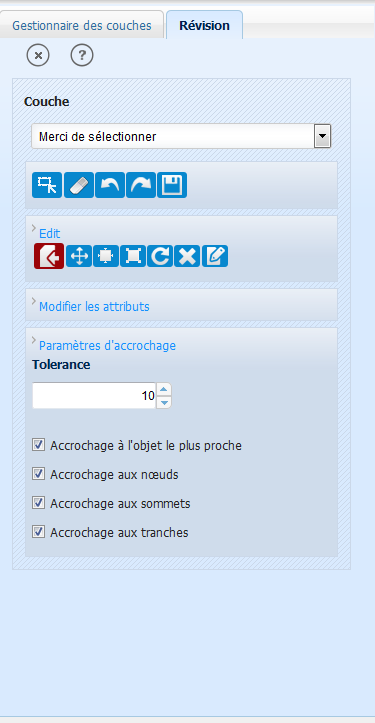 Gestionnaire des couches
Révision
Couche
Merci de sélectionner
Edit
Modifier les attributs
Paramètres d'accrochage
Tolerance
10
Accrochage à l'objet le plus proche
Accrochage aux nœuds
Accrochage aux sommets
Accrochage aux tranches